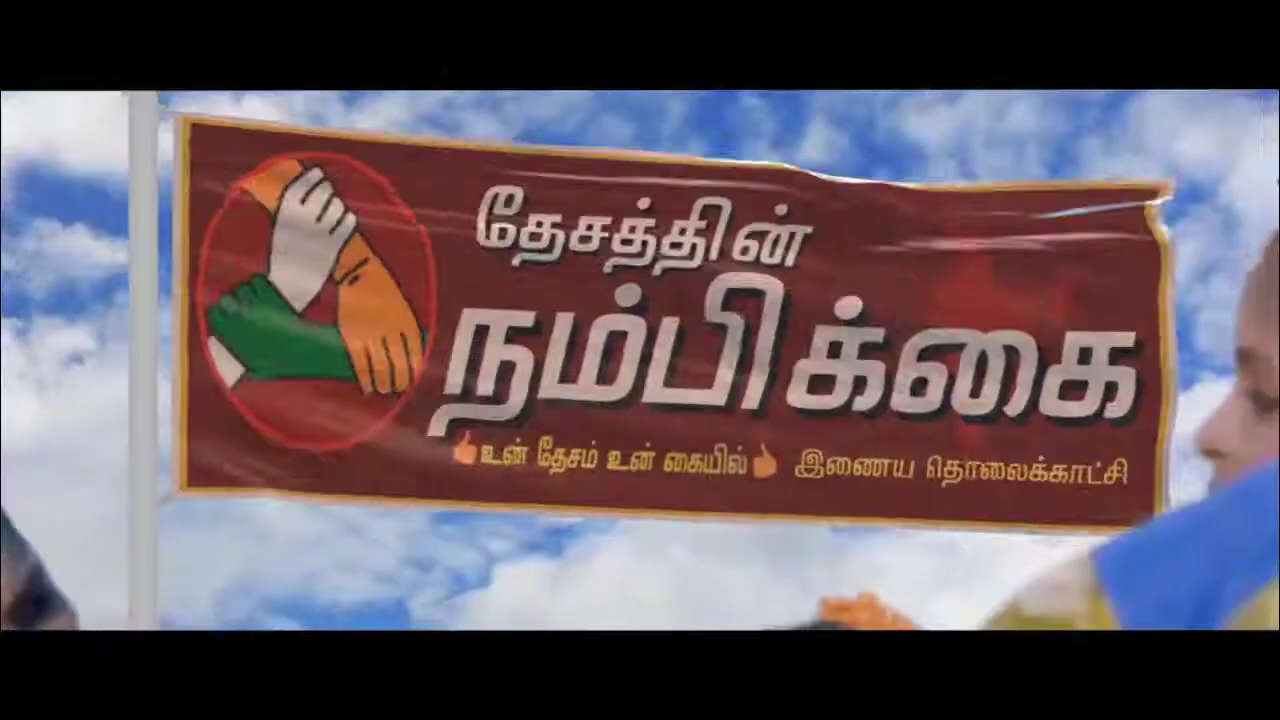 தேசத்தின்
நம்பிக்கை
உன் தேசம் உன் கையில் இணைய தொலைக்காட்சி